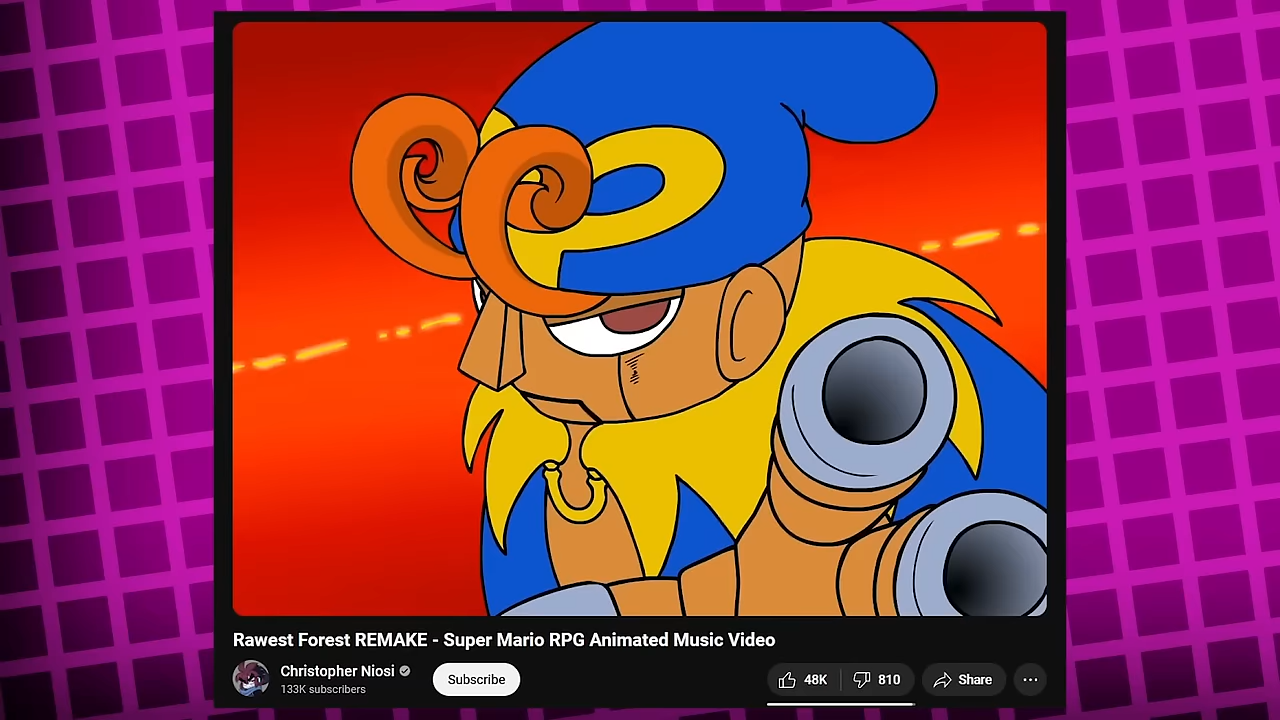 Rawest Forest REMAKE - Super Mario RPG Animated Music Video
Christopher Niosi
133K subscribers
Subscribe
48K
810
Share